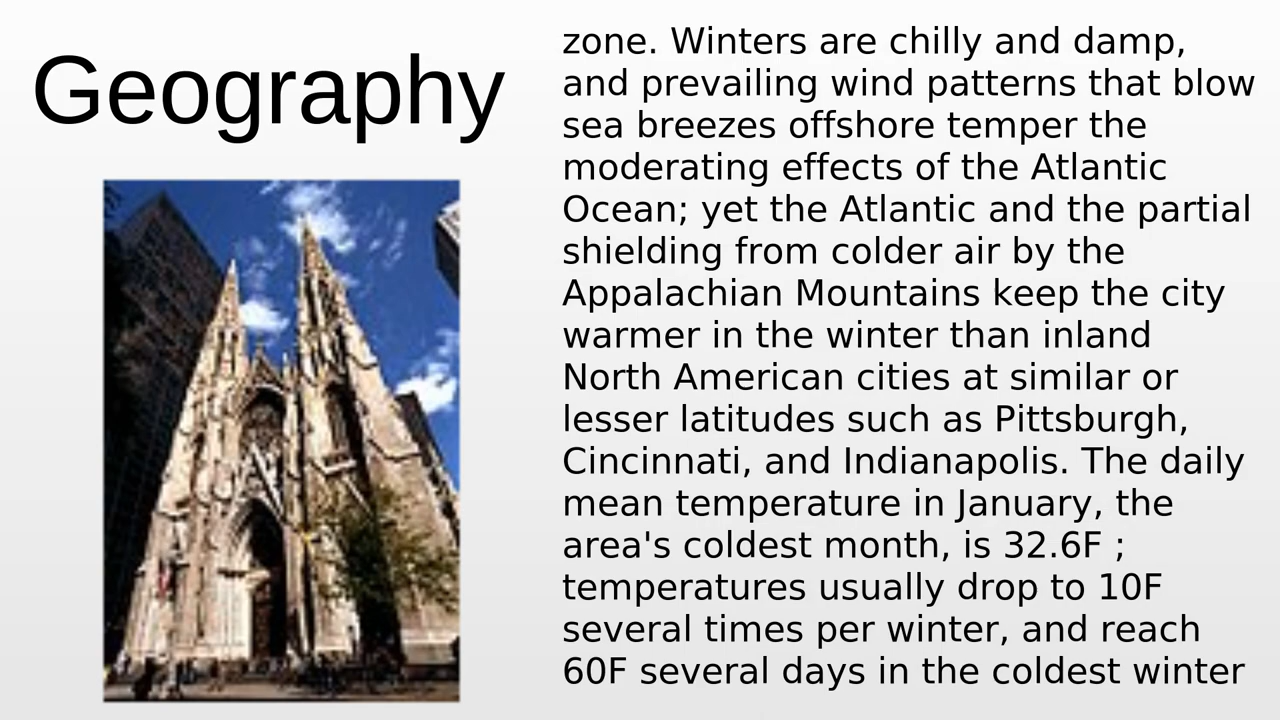 Geography
zone. Winters are chilly and damp,
and prevailing wind patterns that blow
sea breezes offshore temper the
moderating effects of the Atlantic
Ocean; yet the Atlantic and the partial
shielding from colder air by the
Appalachian Mountains keep the city
warmer in the winter than inland
North American cities at similar or
lesser latitudes such as Pittsburgh,
Cincinnati, and Indianapolis. The daily
mean temperature in January, the
area's coldest month, is 32.6F ;
temperatures usually drop to 10F
several times per winter, and reach
60F several days in the coldest winter